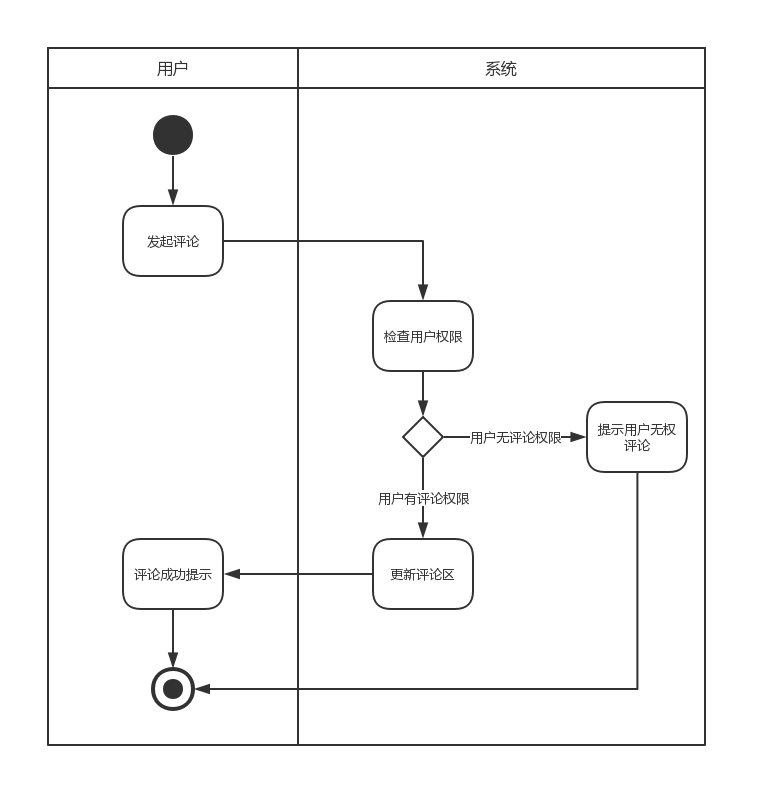 用户
系统
发起评论
检查用户权限
用户无评论权限
提示用户无权
评论
用户有评论权限
评论成功提示
更新评论区